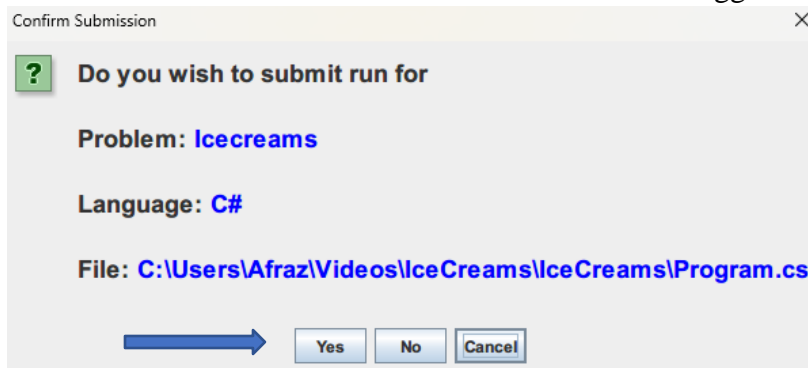 Confirm Submission
Do you wish to submit run for
Problem: Icecreams
Language: C#
File: C:\Users\Afraz\Videos\IceCreams\IceCreams\Program.cs
Yes No Cancel